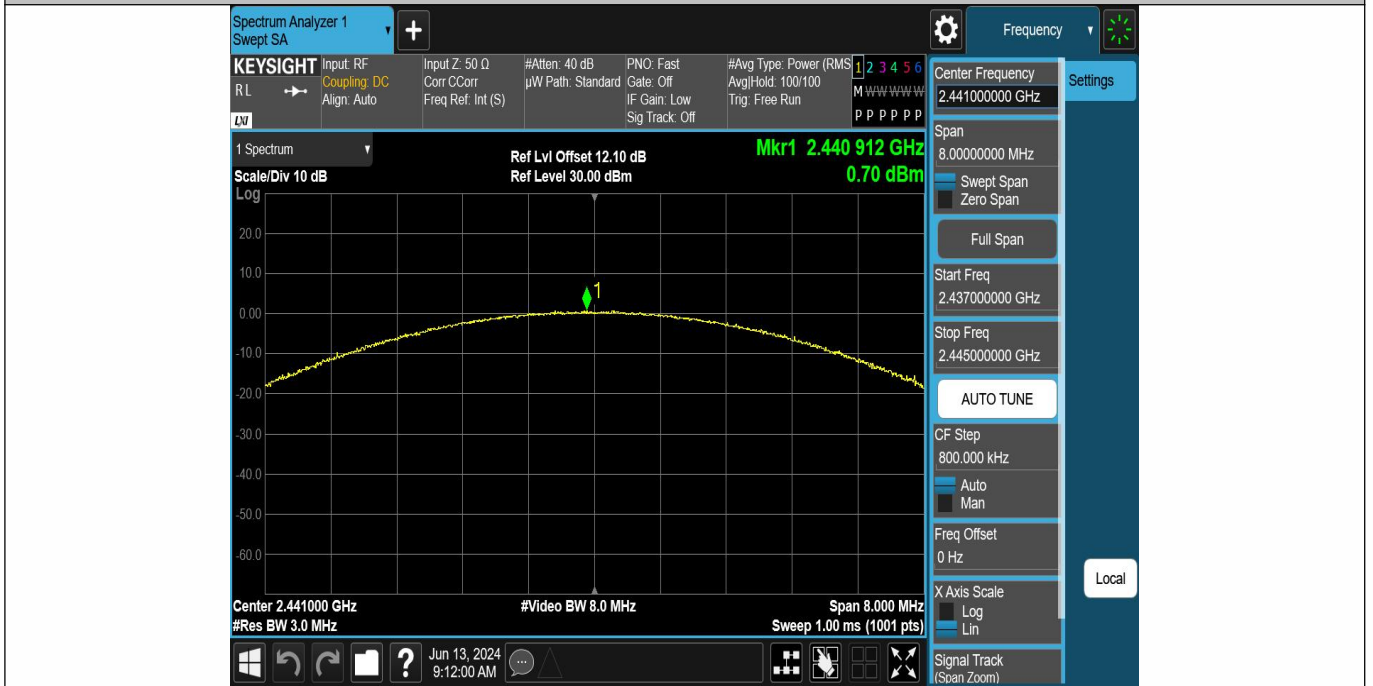 Spectrum Analyzer 1
Swept SA
+
Frequency
KEYSIGHT
RL
LXI
Input: RF
Coupling: DC
Align: Auto
Input Z: 50 Ω
Corr CCorr
Freq Ref: Int (S)
#Atten: 40 dB
µW Path: Standard
PNO: Fast
Gate: Off
IF Gain: Low
Sig Track: Off
#Avg Type: Power (RMS
Avg|Hold: 100/100
Trig: Free Run
1 2 3 4 5 6
M W W W W W
P P P P P P
1 Spectrum
Scale/Div 10 dB
Ref Lvl Offset 12.10 dB
Ref Level 30.00 dBm
Mkr1 2.440 912 GHz
0.70 dBm
Log
20.0
10.0
0.00
-10.0
-20.0
-30.0
-40.0
-50.0
-60.0
1
Center 2.441000 GHz
#Res BW 3.0 MHz
#Video BW 8.0 MHz
Span 8.000 MHz
Sweep 1.00 ms (1001 pts)
Center Frequency
2.441000000 GHz
Settings
Span
8.00000000 MHz
Swept Span
Zero Span
Full Span
Start Freq
2.437000000 GHz
Stop Freq
2.445000000 GHz
AUTO TUNE
CF Step
800.000 kHz
Auto
Man
Freq Offset
0 Hz
X Axis Scale
Log
Lin
Signal Track
(Span Zoom)
Local
?
Jun 13, 2024
9:12:00 AM